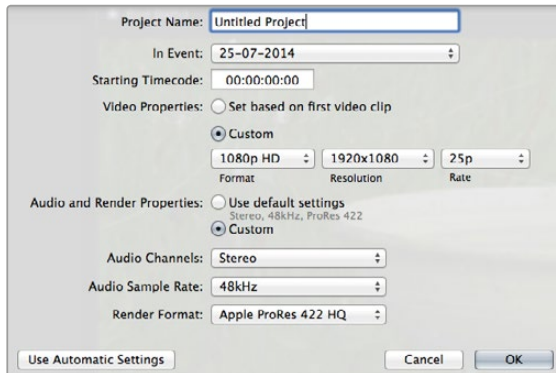 Project Name: Untitled Project
In Event: 25-07-2014
Starting Timecode: 00:00:00:00
Video Properties: Set based on first video clip
Custom
1080p HD 1920x1080 25p
Format Resolution Rate
Audio and Render Properties: Use default settings
Stereo, 48kHz, ProRes 422
Custom
Audio Channels: Stereo
Audio Sample Rate: 48kHz
Render Format: Apple ProRes 422 HQ
Use Automatic Settings Cancel OK